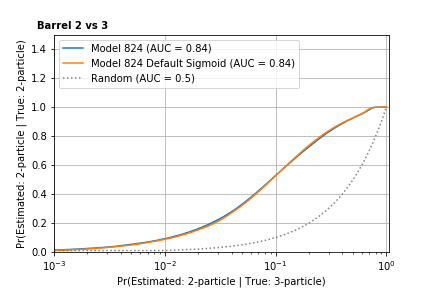 Barrel 2 vs 3
Pr(Estimated: 2-particle | True: 2-particle)
1.4
1.2
1.0
0.8
0.6
0.4
0.2
0.0
Model 824 (AUC = 0.84)
Model 824 Default Sigmoid (AUC = 0.84)
Random (AUC = 0.5)
10⁻³ 10⁻² 10⁻¹ 10⁰
Pr(Estimated: 2-particle | True: 3-particle)